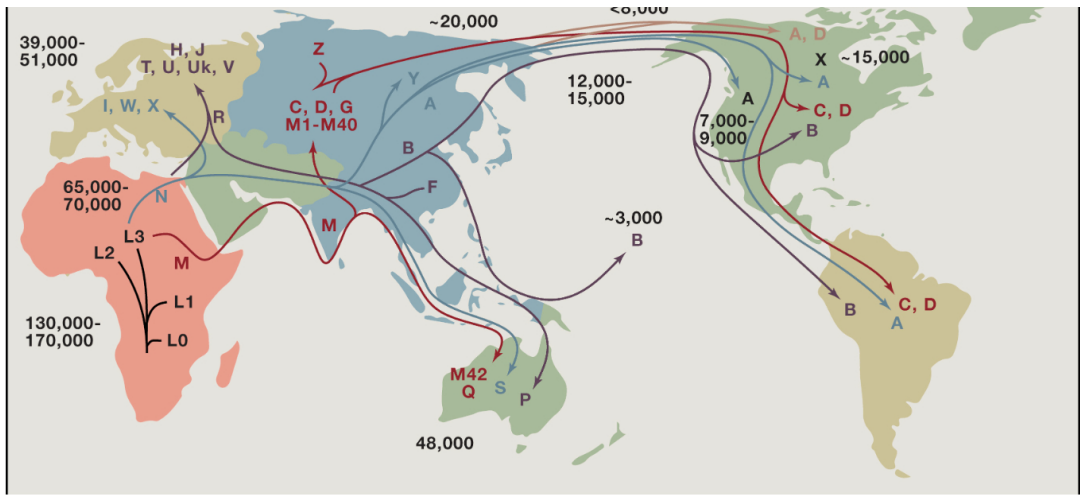 ~20,000
<8,000
39,000-
51,000
H, J
T, U, Uk, V
I, W, X
R
Z
C, D, G
M1-M40
Y
A
B
F
12,000-
15,000
A, D
X
~15,000
A
A
C, D
7,000-
9,000
B
65,000-
70,000
N
L3
L2
M
M
L1
L0
130,000-
170,000
~3,000
B
B
C, D
A
M42
Q
S
P
48,000